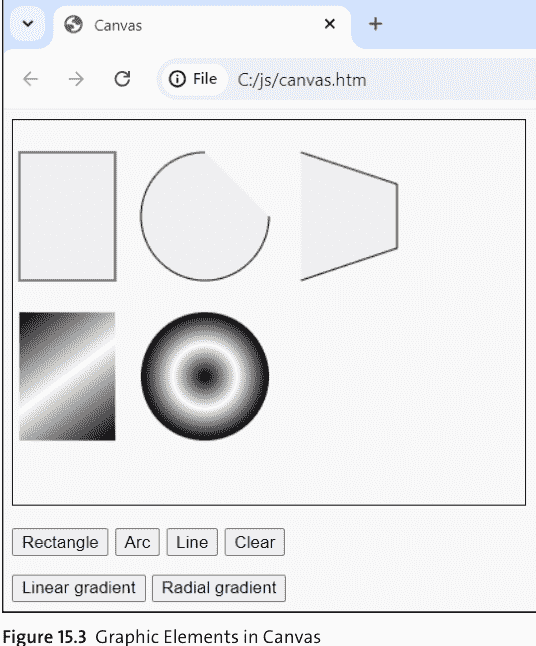 Canvas
File C:/js/canvas.htm
Rectangle Arc Line Clear
Linear gradient Radial gradient
Figure 15.3 Graphic Elements in Canvas